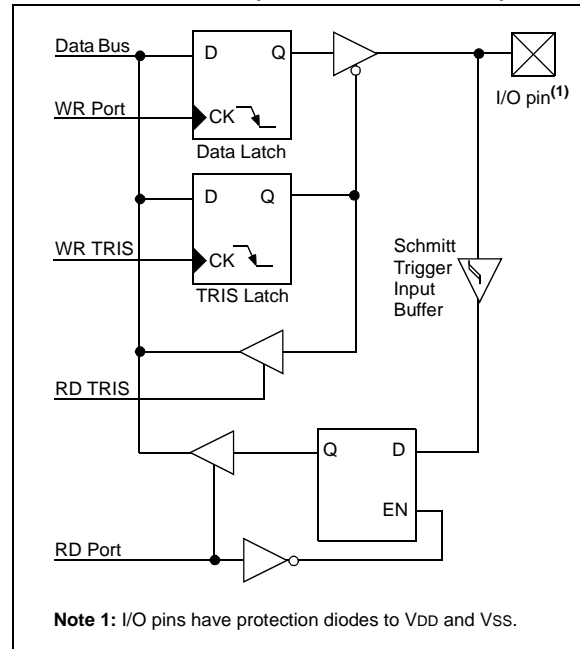 Data Bus
D Q
I/O pin(1)
WR Port
CK
Data Latch
D Q
WR TRIS
CK
TRIS Latch
Schmitt
Trigger
Input
Buffer
RD TRIS
Q D
EN
RD Port
Note 1: I/O pins have protection diodes to VDD and VSS.